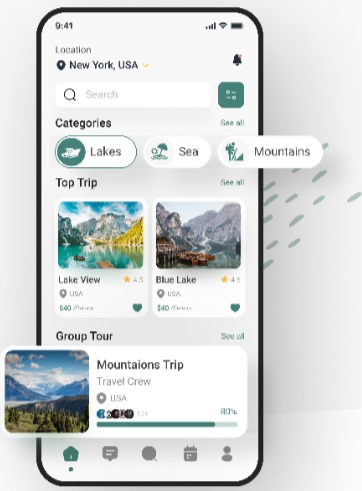 9:41
Location
New York, USA
Search
Categories
See all
Lakes
Sea
Mountains
Top Trip
See all
Lake View
4.5
USA
$40 /Person
Blue Lake
4.5
USA
$40 /Person
Group Tour
See all
Mountaions Trip
Travel Crew
USA
80%